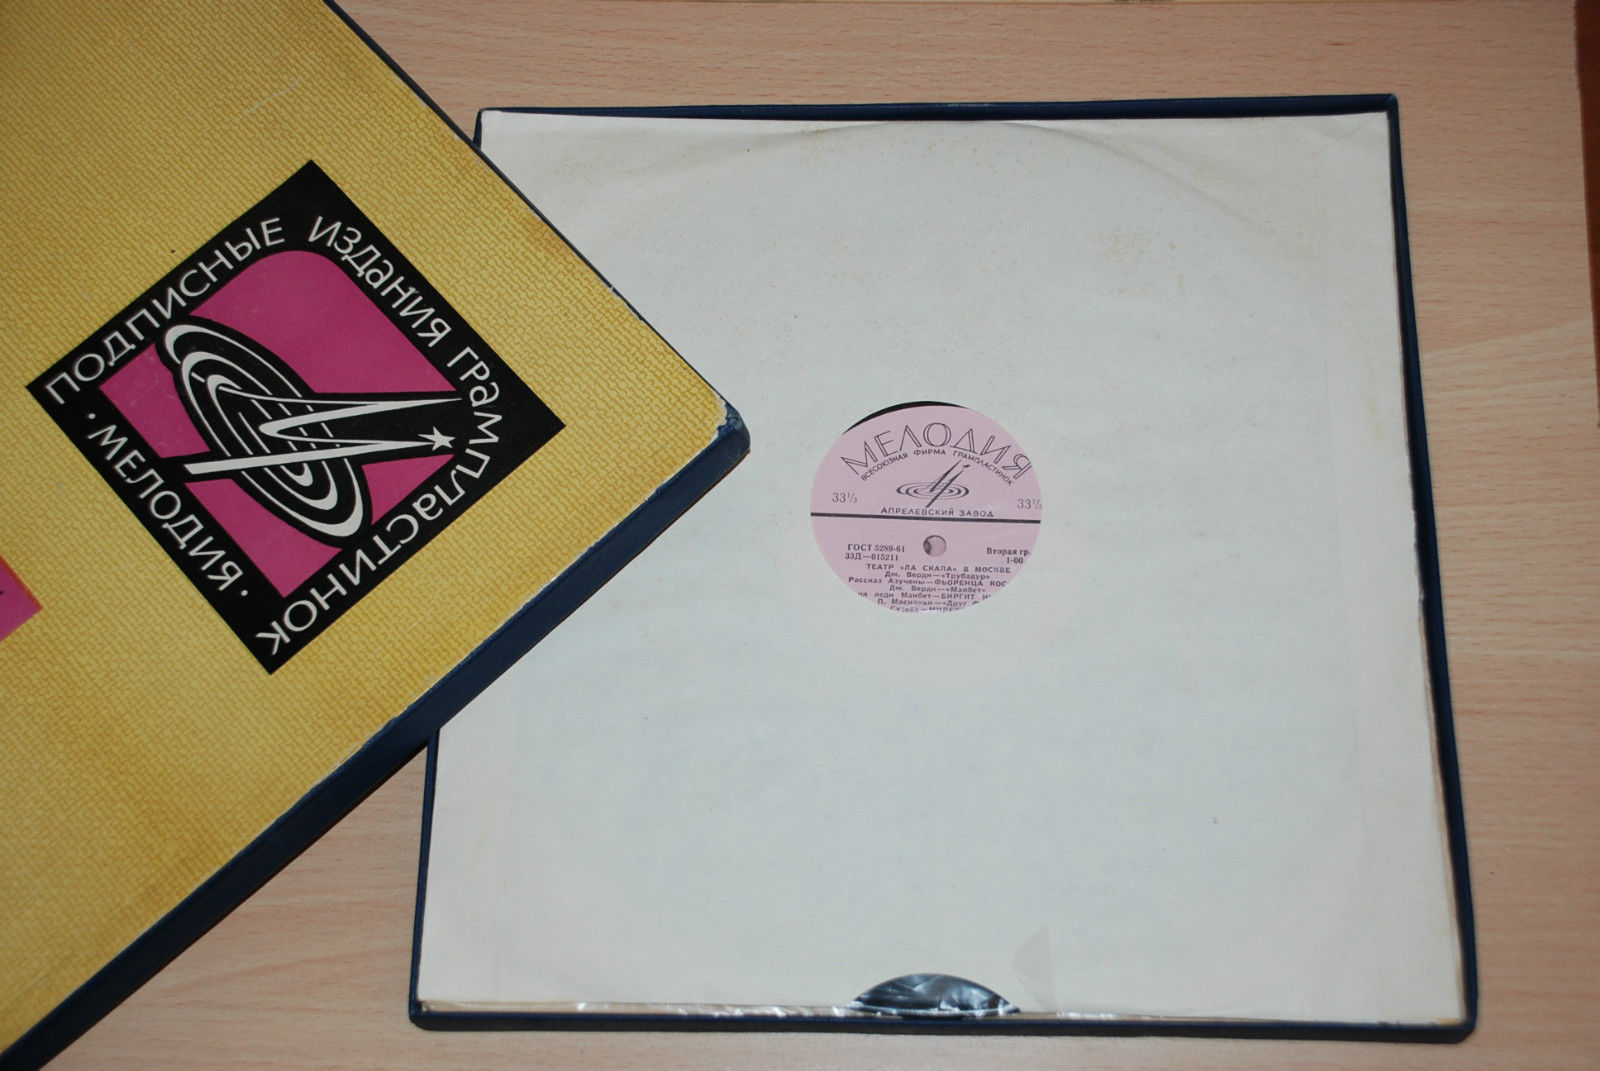 ПОДПИСНЫЕ ИЗДАНИЯ ГРАМПЛАСТИНОК
· МЕЛОДИЯ ·
МЕЛОДИЯ
ВСЕСОЮЗНАЯ ФИРМА ГРАМПЛАСТИНОК
33⅓ 33⅓
АПРЕЛЕВСКИЙ ЗАВОД
ГОСТ 5289-61 Вторая гр.
33Д—015211 1-00
ТЕАТР «ЛА СКАЛА» В МОСКВЕ
Дж. Верди—«Трубадур»
Рассказ Азучены—ФЬОРЕНЦА КОС
Дж. Верди—«Макбет»
леди Макбет—БИРГИТ
П. Масканьи—«Друг